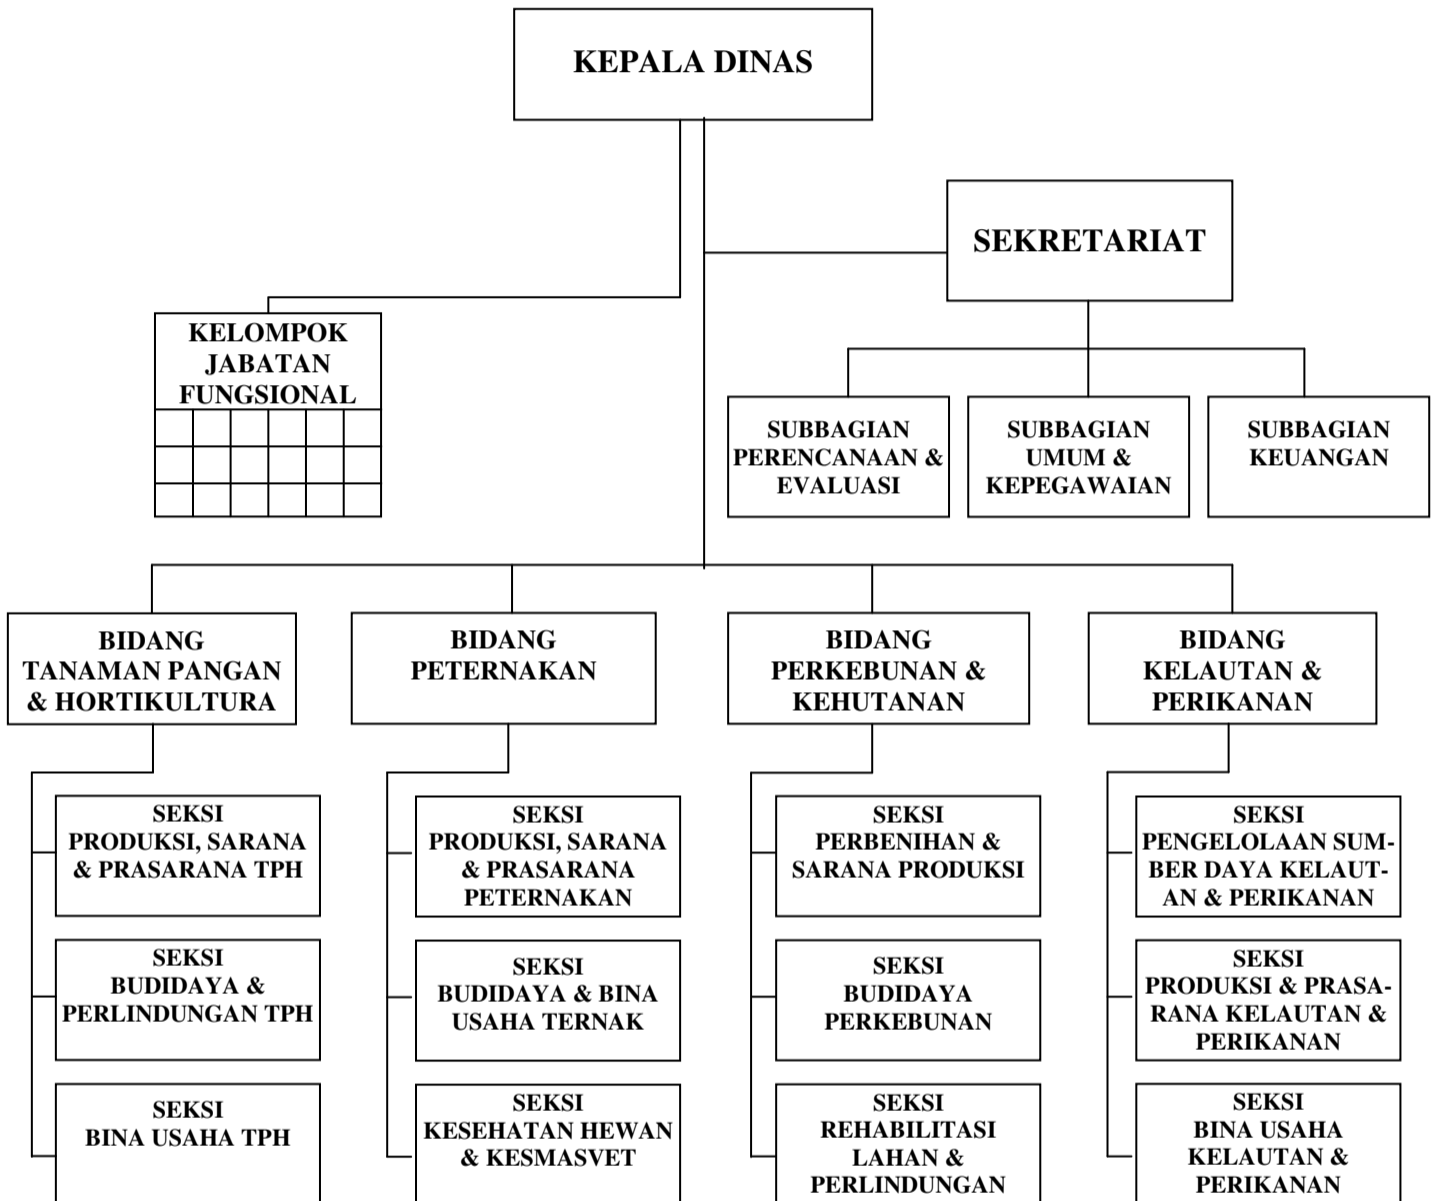 KEPALA DINAS
SEKRETARIAT
KELOMPOK
JABATAN
FUNGSIONAL
SUBBAGIAN
PERENCANAAN &
EVALUASI
SUBBAGIAN
UMUM &
KEPEGAWAIAN
SUBBAGIAN
KEUANGAN
BIDANG
TANAMAN PANGAN
& HORTIKULTURA
BIDANG
PETERNAKAN
BIDANG
PERKEBUNAN &
KEHUTANAN
BIDANG
KELAUTAN &
PERIKANAN
SEKSI
PRODUKSI, SARANA
& PRASARANA TPH
SEKSI
PRODUKSI, SARANA
& PRASARANA
PETERNAKAN
SEKSI
PERBENIHAN &
SARANA PRODUKSI
SEKSI
PENGELOLAAN SUM-
BER DAYA KELAUT-
AN & PERIKANAN
SEKSI
BUDIDAYA &
PERLINDUNGAN TPH
SEKSI
BUDIDAYA & BINA
USAHA TERNAK
SEKSI
BUDIDAYA
PERKEBUNAN
SEKSI
PRODUKSI & PRASA-
RANA KELAUTAN &
PERIKANAN
SEKSI
BINA USAHA TPH
SEKSI
KESEHATAN HEWAN
& KESMASVET
SEKSI
REHABILITASI
LAHAN &
PERLINDUNGAN
SEKSI
BINA USAHA
KELAUTAN &
PERIKANAN